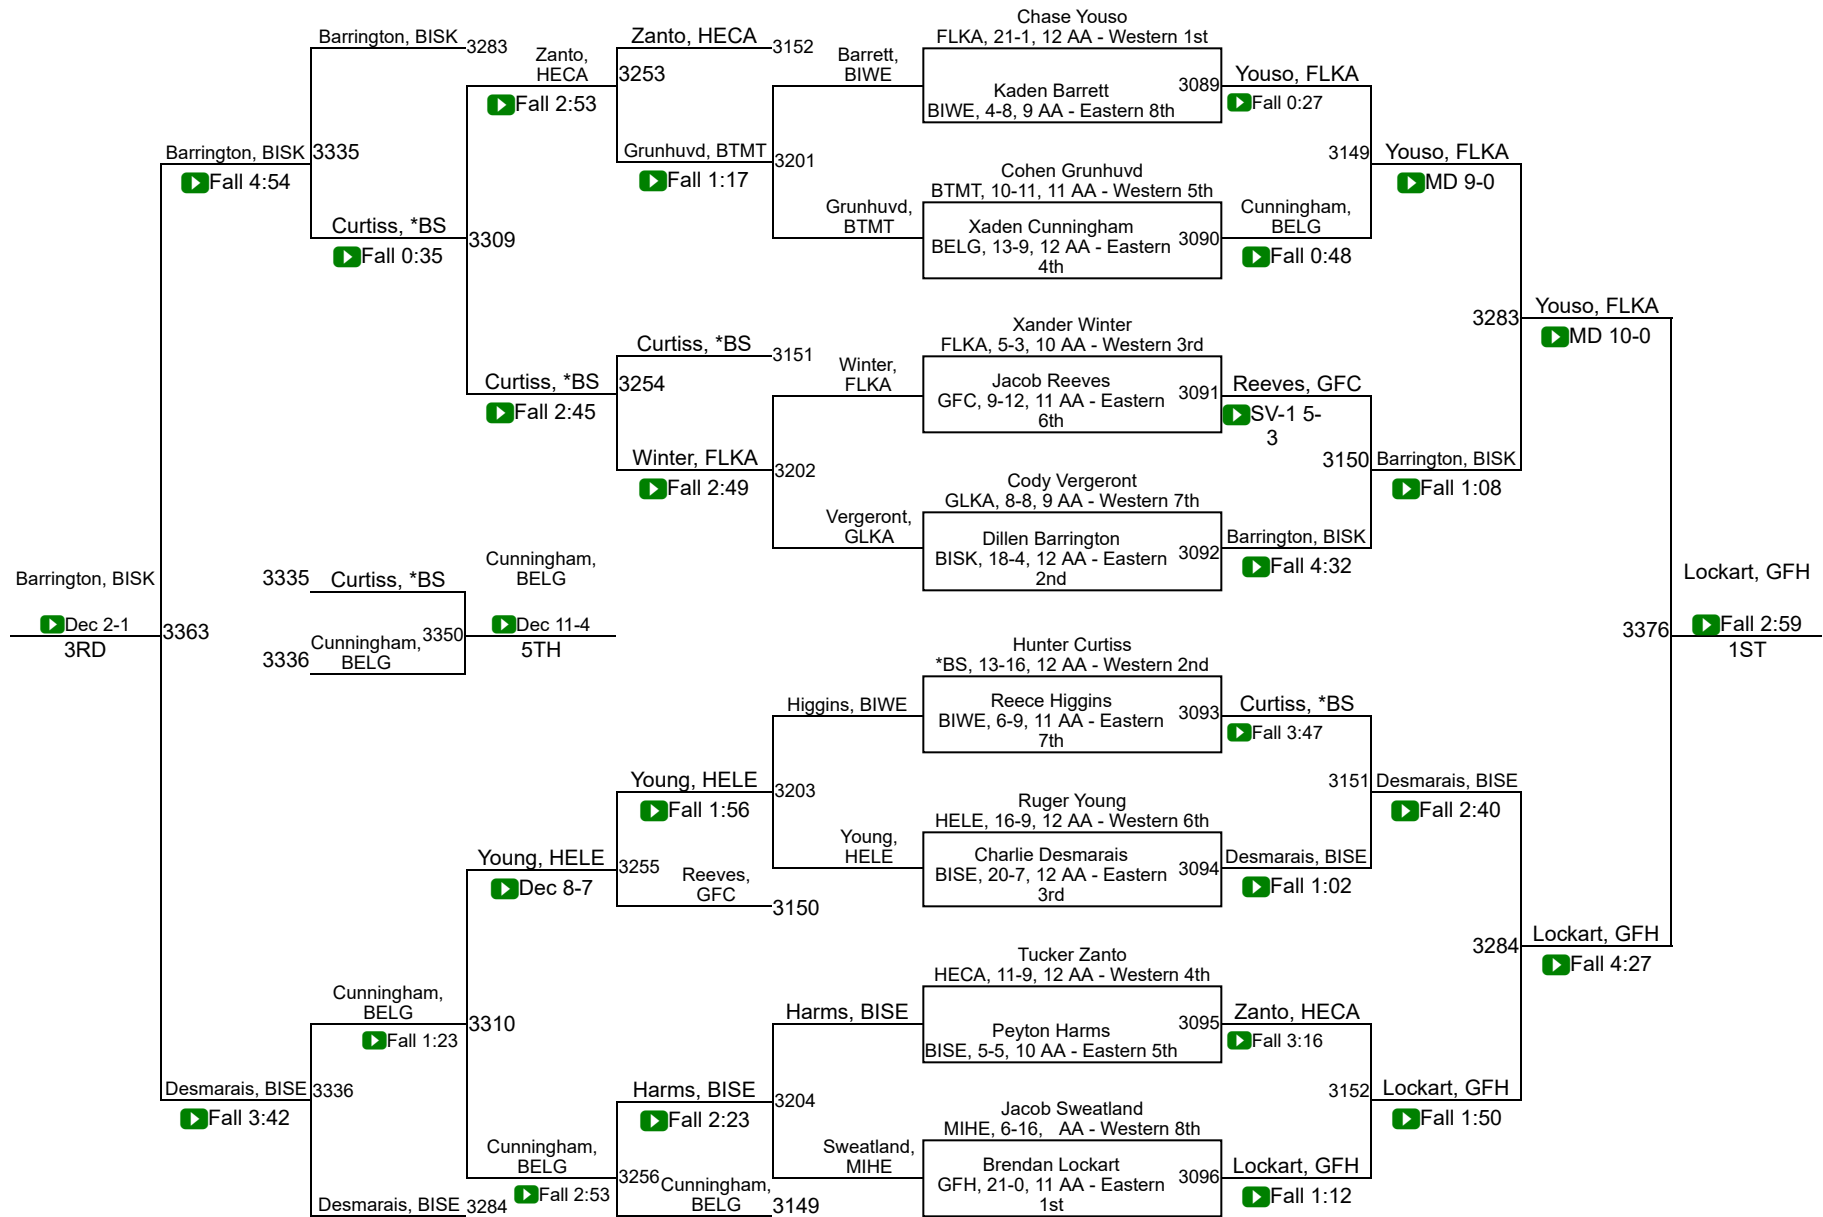 Barrington, BISK
3283
Barrington, BISK
Fall 4:54
3335
Curtiss, *BS
Fall 0:35
3309
Zanto,
HECA
Fall 2:53
3253
Zanto, HECA
3152
Grunhuvd, BTMT
Fall 1:17
3201
Barrett,
BIWE
Grunhuvd,
BTMT
Curtiss, *BS
Fall 2:45
3254
Curtiss, *BS
3151
Winter, FLKA
Fall 2:49
3202
Winter,
FLKA
Vergeront,
GLKA
Chase Youso
FLKA, 21-1, 12 AA - Western 1st
Kaden Barrett
BIWE, 4-8, 9 AA - Eastern 8th
3089
Youso, FLKA
Fall 0:27
Cohen Grunhuvd
BTMT, 10-11, 11 AA - Western 5th
Xaden Cunningham
BELG, 13-9, 12 AA - Eastern
4th
3090
Cunningham,
BELG
Fall 0:48
3149
Youso, FLKA
MD 9-0
Xander Winter
FLKA, 5-3, 10 AA - Western 3rd
Jacob Reeves
GFC, 9-12, 11 AA - Eastern
6th
3091
Reeves, GFC
SV-1 5-
3
Cody Vergeront
GLKA, 8-8, 9 AA - Western 7th
Dillen Barrington
BISK, 18-4, 12 AA - Eastern
2nd
3092
Barrington, BISK
Fall 4:32
3150
Barrington, BISK
Fall 1:08
3283
Youso, FLKA
MD 10-0
Barrington, BISK
Dec 2-1
3RD
3363
3335
Curtiss, *BS
3336
Cunningham,
BELG
3350
Cunningham,
BELG
Dec 11-4
5TH
3376
Lockart, GFH
Fall 2:59
1ST
Hunter Curtiss
*BS, 13-16, 12 AA - Western 2nd
Reece Higgins
BIWE, 6-9, 11 AA - Eastern
7th
3093
Curtiss, *BS
Fall 3:47
Higgins, BIWE
Young, HELE
Fall 1:56
3203
Young,
HELE
Ruger Young
HELE, 16-9, 12 AA - Western 6th
Charlie Desmarais
BISE, 20-7, 12 AA - Eastern
3rd
3094
Desmarais, BISE
Fall 1:02
3151
Desmarais, BISE
Fall 2:40
Young, HELE
Dec 8-7
3255
Reeves,
GFC
3150
3284
Lockart, GFH
Fall 4:27
Cunningham,
BELG
Fall 1:23
3310
Harms, BISE
Tucker Zanto
HECA, 11-9, 12 AA - Western 4th
Peyton Harms
BISE, 5-5, 10 AA - Eastern 5th
3095
Zanto, HECA
Fall 3:16
Desmarais, BISE
Fall 3:42
3336
Harms, BISE
Fall 2:23
3204
Sweatland,
MIHE
Jacob Sweatland
MIHE, 6-16, AA - Western 8th
Brendan Lockart
GFH, 21-0, 11 AA - Eastern
1st
3096
Lockart, GFH
Fall 1:12
3152
Lockart, GFH
Fall 1:50
Cunningham,
BELG
Fall 2:53
3256
Cunningham,
BELG
3149
Desmarais, BISE
3284